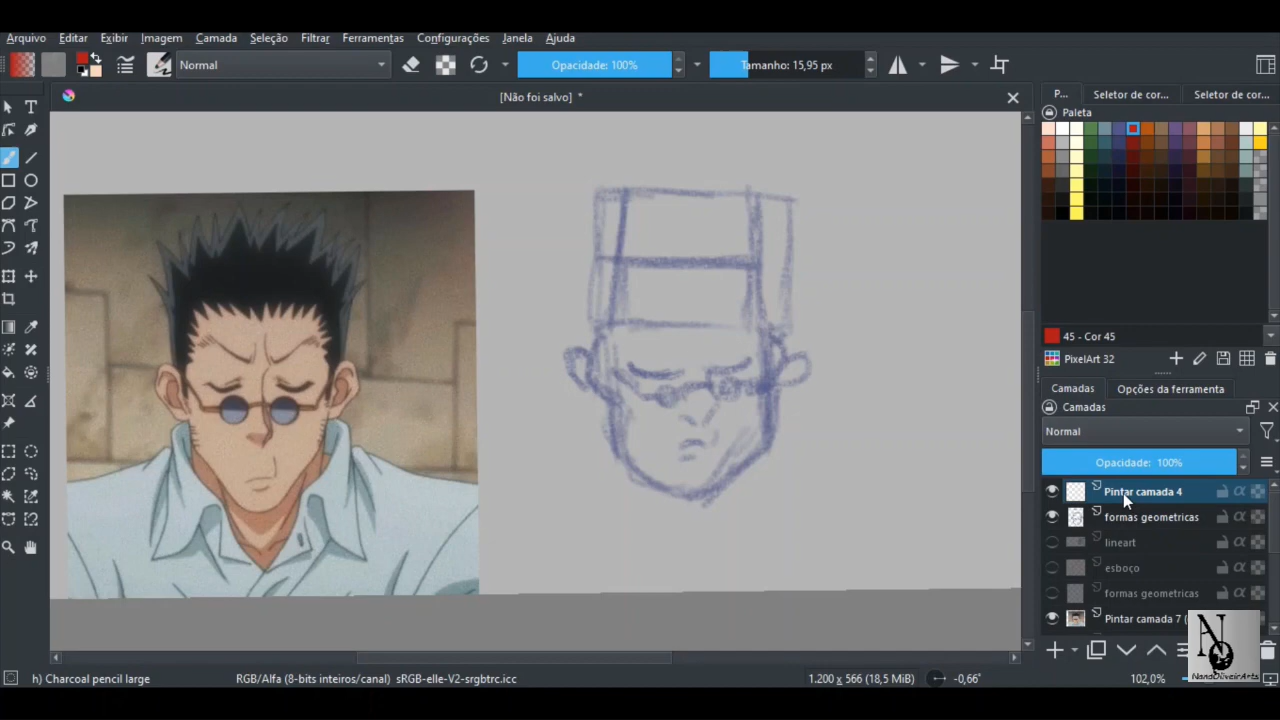 Arquivo Editar Exibir Imagem Camada Seleção Filtrar Ferramentas Configurações Janela Ajuda
Normal Opacidade: 100% Tamanho: 15,95 px
[Não foi salvo] *
P... Seletor de cor... Seletor de cor...
Paleta
45 - Cor 45
PixelArt 32
Camadas Opções da ferramenta
Camadas
Normal
Opacidade: 100%
Pintar camada 4
formas geometricas
lineart
esboço
formas geometricas
Pintar camada 7 (
NanoOliveirArts
h) Charcoal pencil large RGB/Alfa (8-bits inteiros/canal) sRGB-elle-V2-srgbtrc.icc 1.200 x 566 (18,5 MiB) -0,66° 102,0%